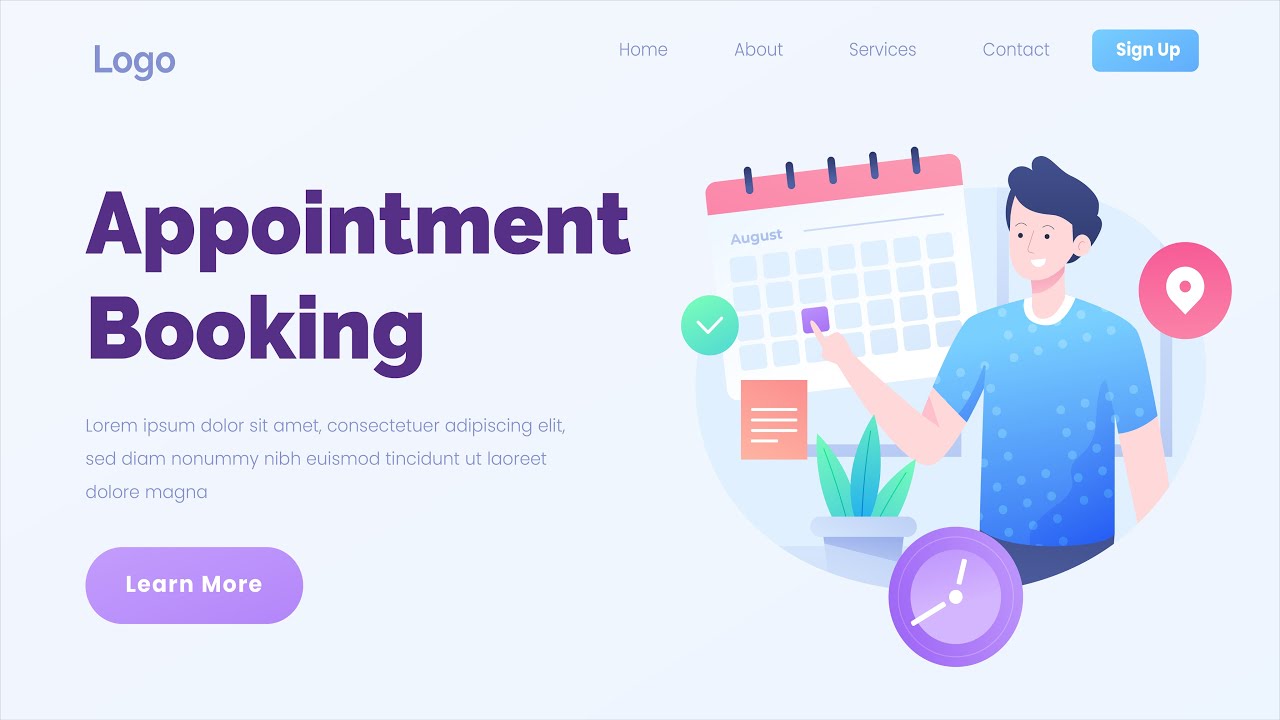 Logo
Home About Services Contact Sign Up
Appointment
Booking
Lorem ipsum dolor sit amet, consectetuer adipiscing elit,
sed diam nonummy nibh euismod tincidunt ut laoreet
dolore magna
Learn More
August